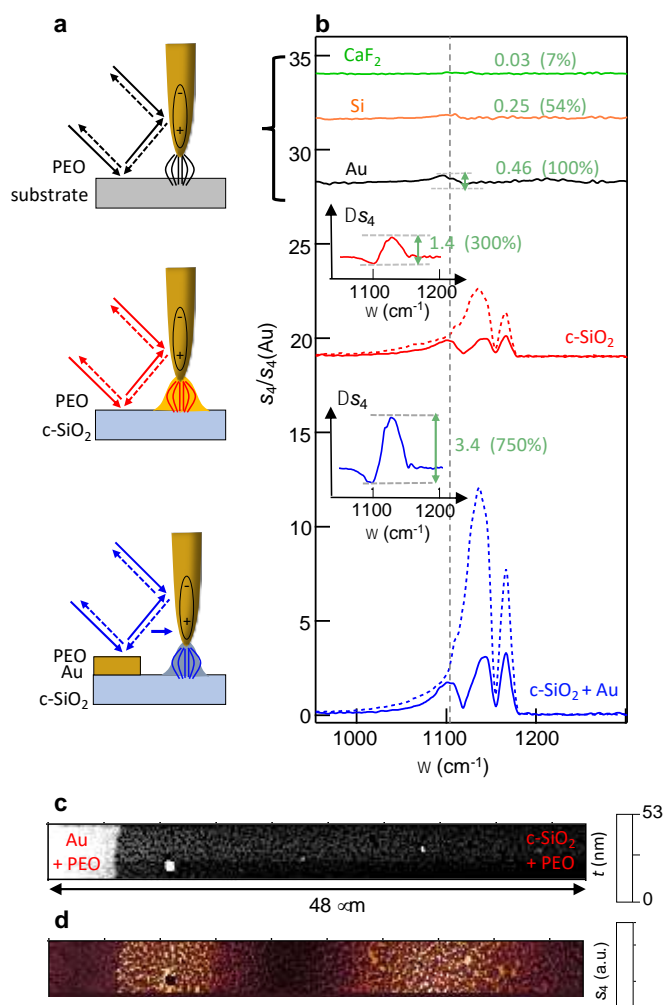 a
PEO
substrate
PEO
c-SiO2
PEO
Au
c-SiO2
b
35
30
25
20
15
10
5
0
s4/s4(Au)
CaF2
0.03 (7%)
Si
0.25 (54%)
Au
0.46 (100%)
Ds4
1.4 (300%)
1100 1200
w (cm-1)
c-SiO2
Ds4
3.4 (750%)
1100 1200
w (cm-1)
c-SiO2 + Au
1000 1100 1200
w (cm-1)
c
Au
+ PEO
c-SiO2
+ PEO
53
0
t (nm)
48 ∝m
d
s4 (a.u.)